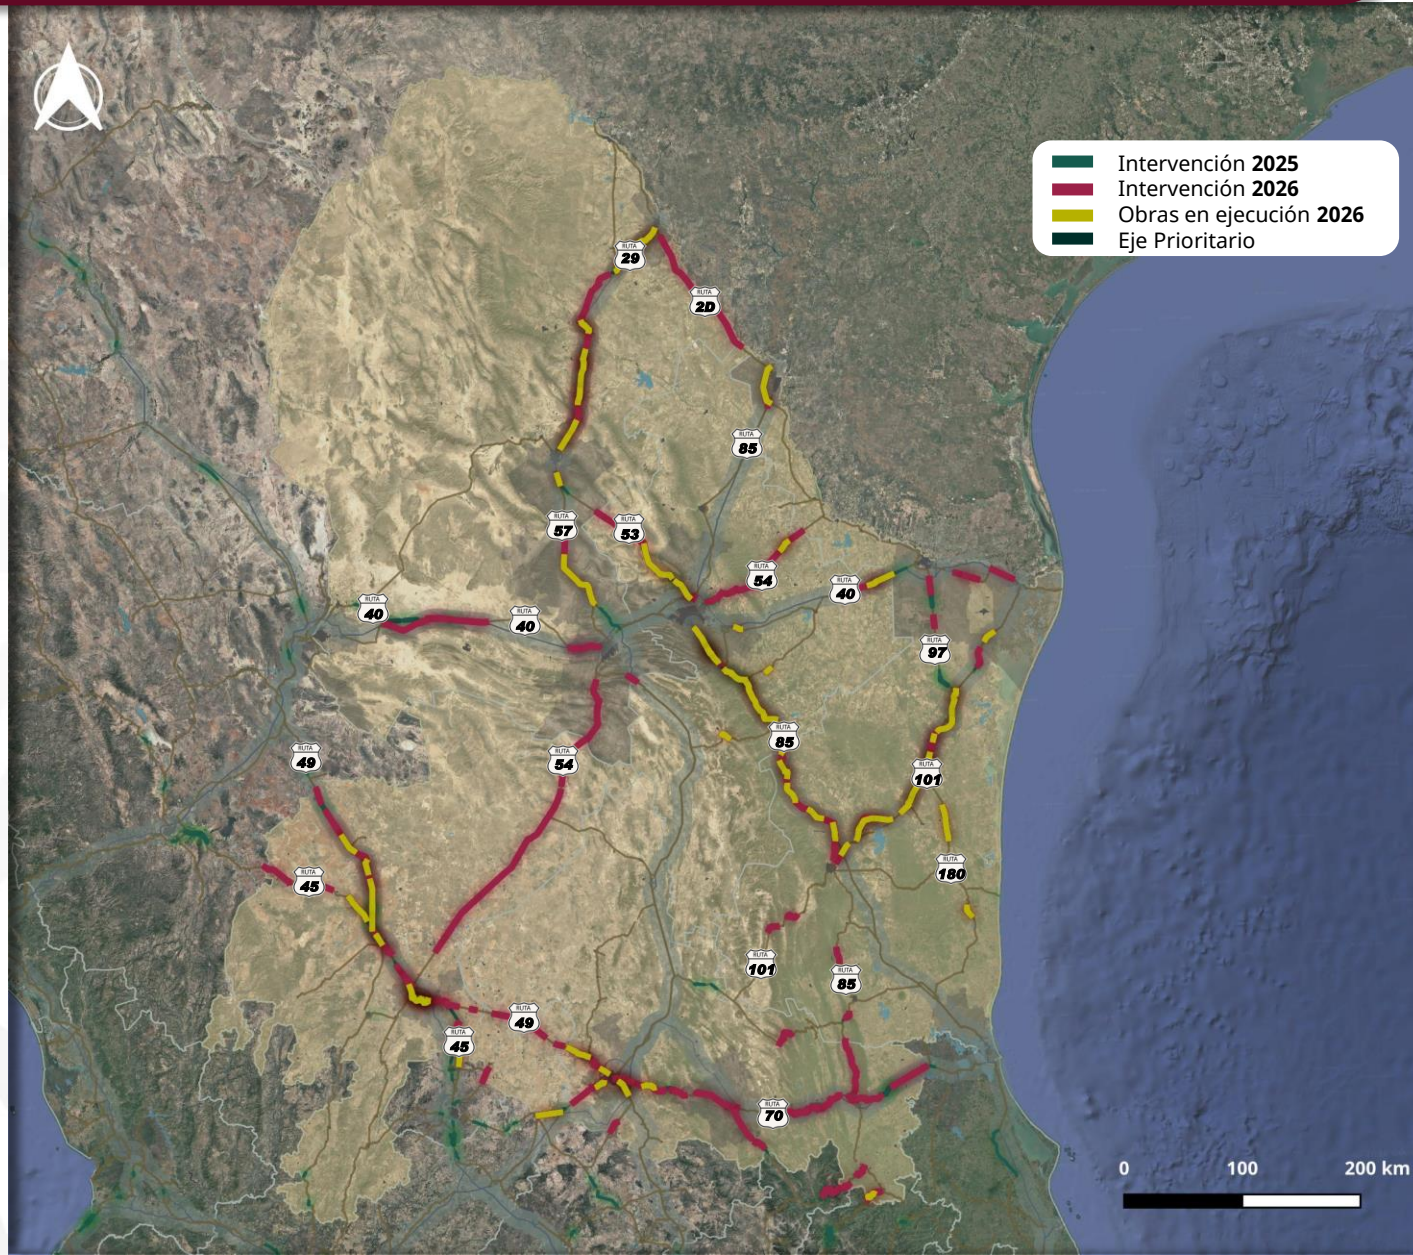 Intervención 2025
Intervención 2026
Obras en ejecución 2026
Eje Prioritario
RUTA
29
RUTA
2D
RUTA
85
RUTA
57
RUTA
53
RUTA
54
RUTA
40
RUTA
40
RUTA
40
RUTA
97
RUTA
85
RUTA
49
RUTA
54
RUTA
101
RUTA
45
RUTA
180
RUTA
101
RUTA
85
RUTA
49
RUTA
45
RUTA
70
0 100 200 km